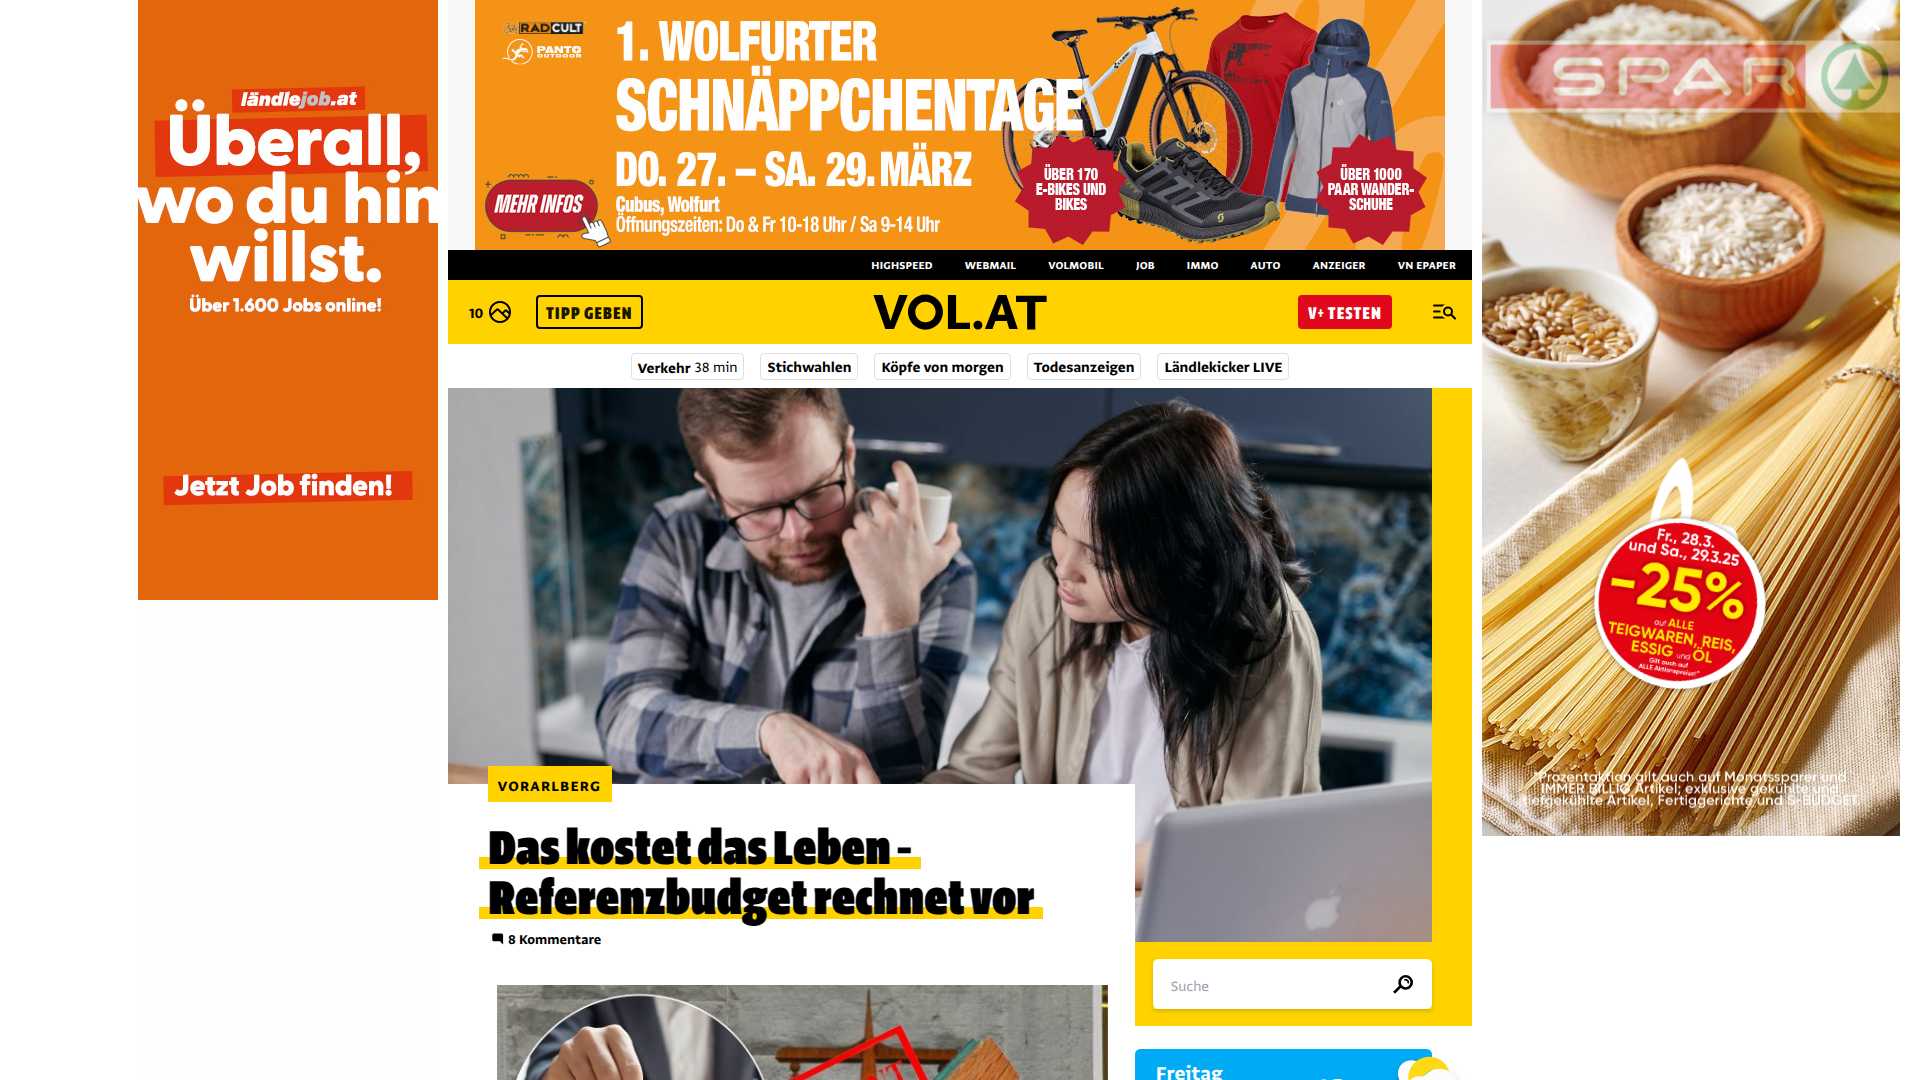 ländlejob.at
Überall,
wo du hin
willst.
Über 1.600 Jobs online!
Jetzt Job finden!
RADCULT
PANTO
OUTDOOR
1. WOLFURTER
SCHNÄPPCHENTAGE
DO. 27. – SA. 29. MÄRZ
MEHR INFOS
Cubus, Wolfurt
Öffnungszeiten: Do & Fr 10-18 Uhr / Sa 9-14 Uhr
ÜBER 170
E-BIKES UND
BIKES
ÜBER 1000
PAAR WANDER-
SCHUHE
HIGHSPEED WEBMAIL VOLMOBIL JOB IMMO AUTO ANZEIGER VN EPAPER
10 TIPP GEBEN VOL.AT V+ TESTEN
Verkehr 38 min Stichwahlen Köpfe von morgen Todesanzeigen Ländlekicker LIVE
VORARLBERG
Das kostet das Leben –
Referenzbudget rechnet vor
8 Kommentare
Suche
Freitag
SPAR
Fr., 28.3.
und Sa., 29.3.25
-25%
auf ALLE
TEIGWAREN, REIS,
ESSIG und ÖL
Gilt auch auf
ALLE Aktionspreise!*
*Prozentaktion gilt auch auf Monatssparer und
IMMER BILLIG Artikel; exklusive gekühlte und
tiefgekühlte Artikel, Fertiggerichte und S-BUDGET